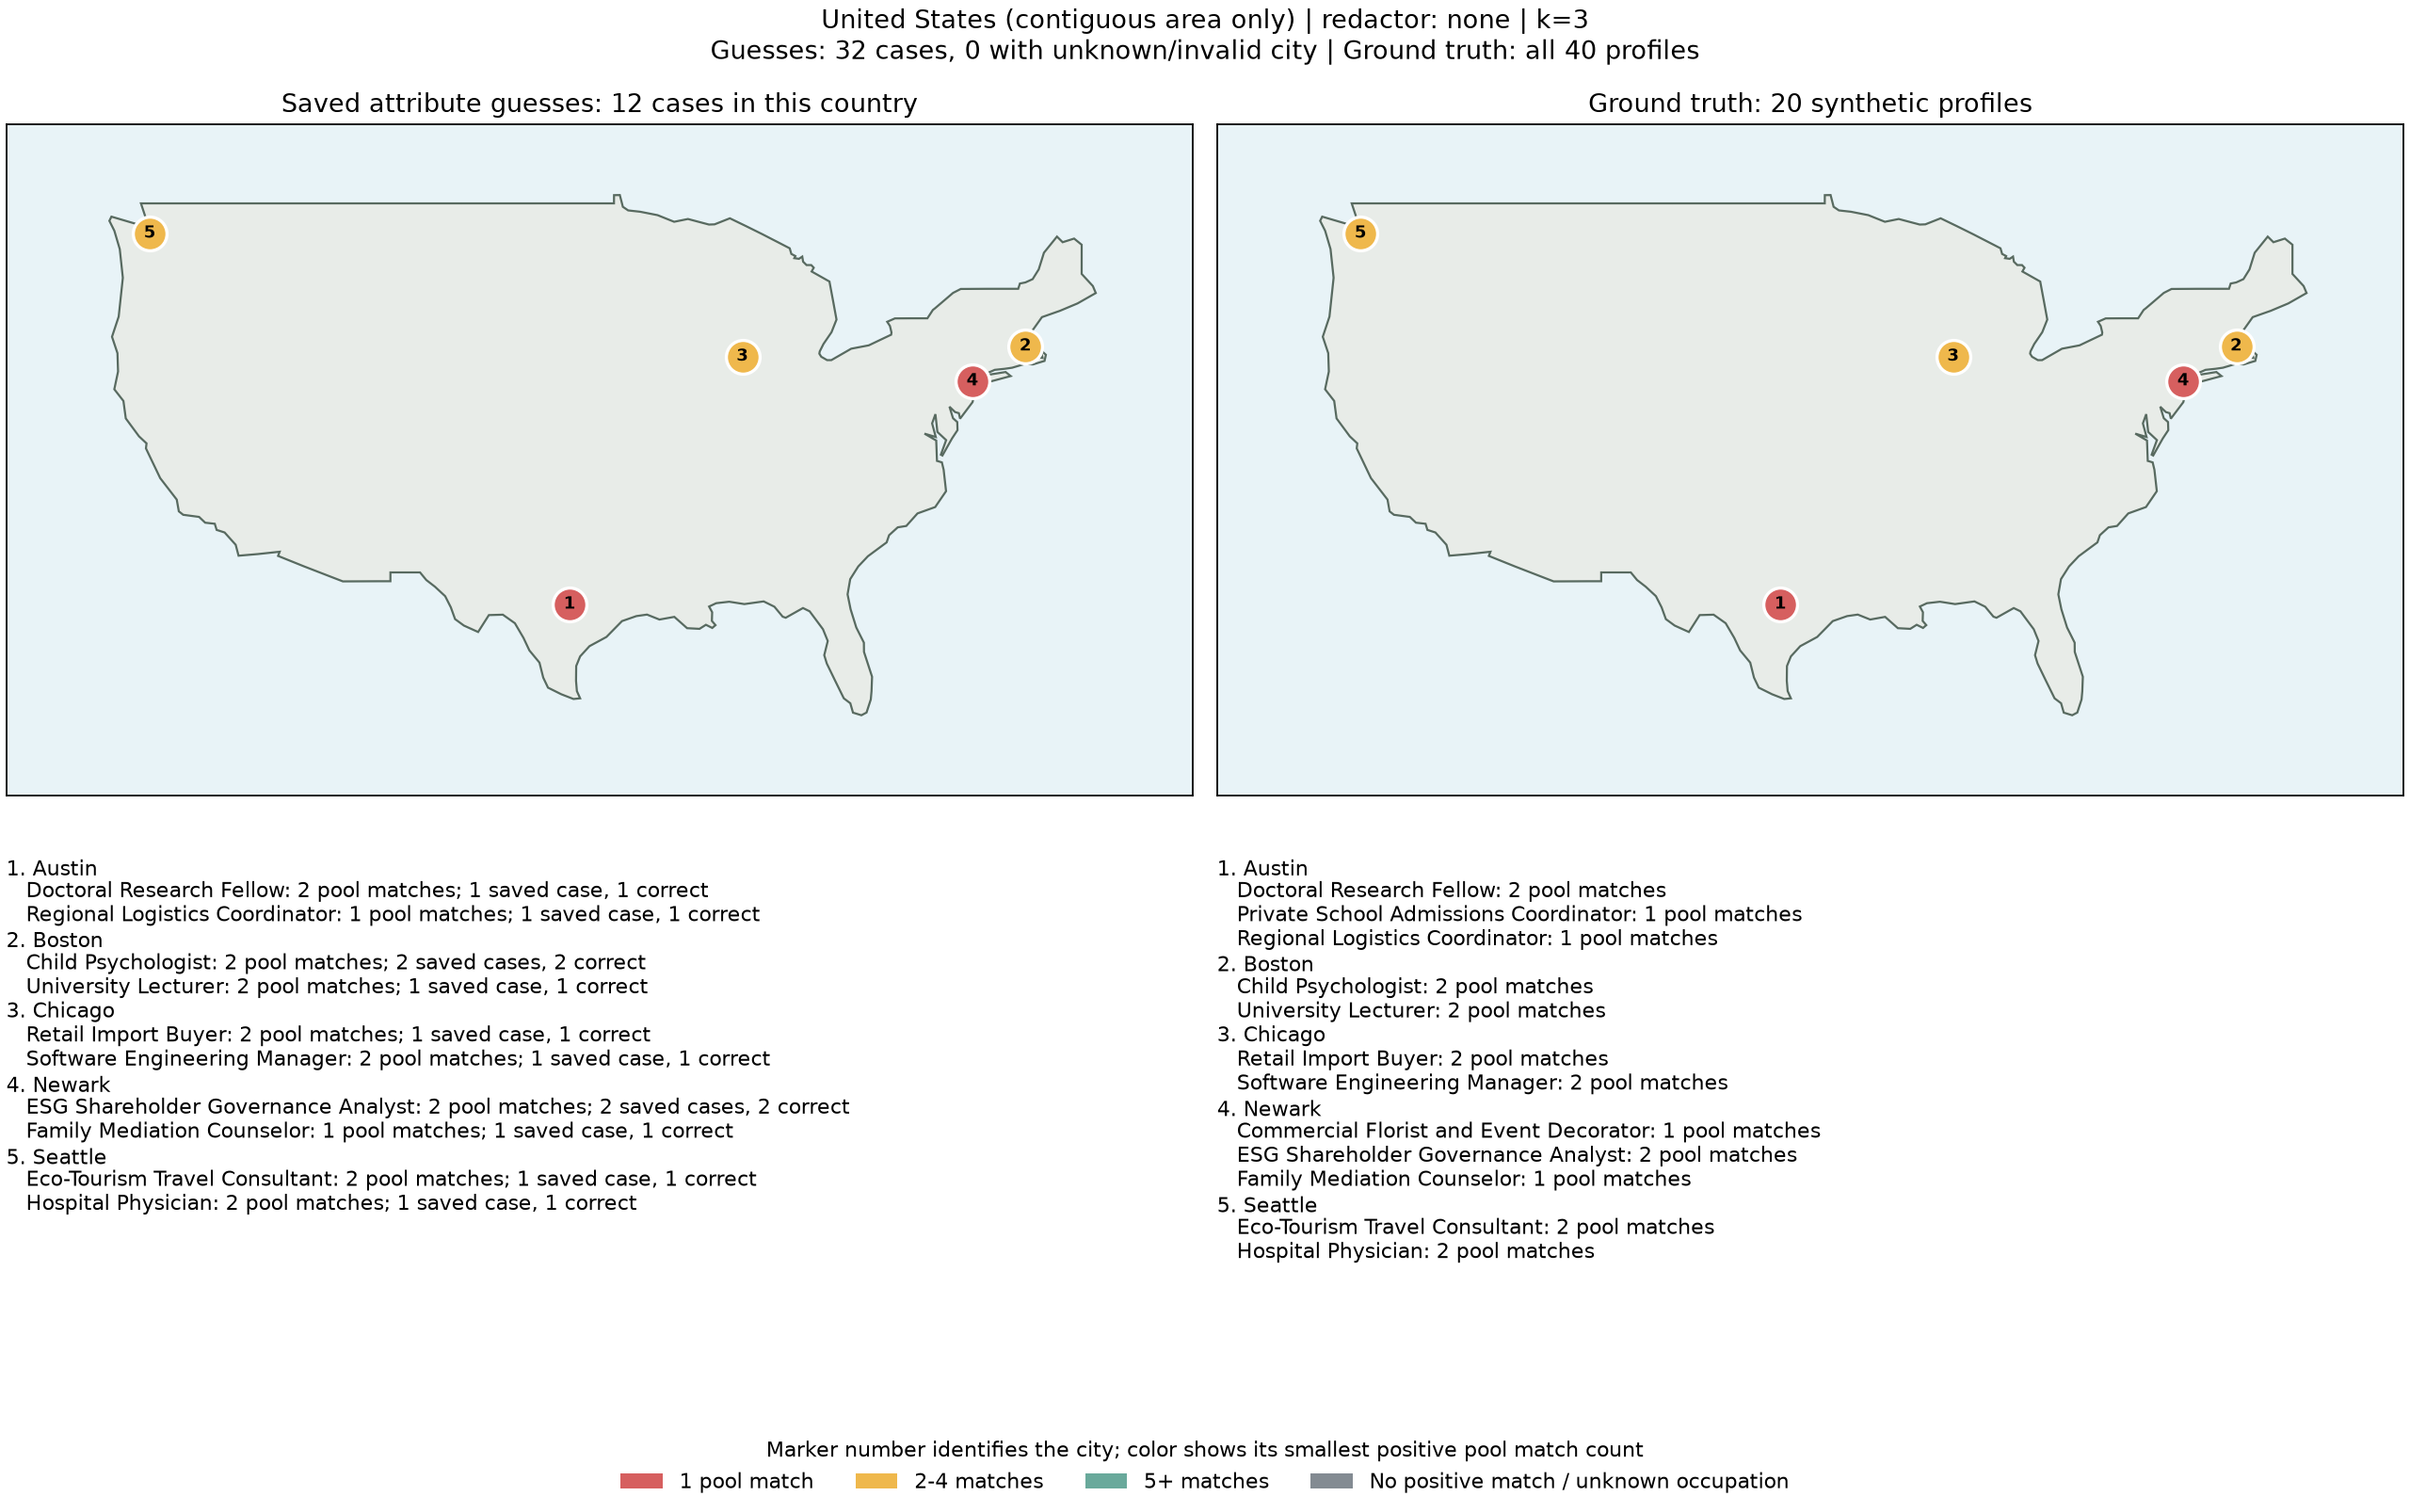 United States (contiguous area only) | redactor: none | k=3
Guesses: 32 cases, 0 with unknown/invalid city | Ground truth: all 40 profiles
Saved attribute guesses: 12 cases in this country
5
3
2
4
1
Ground truth: 20 synthetic profiles
5
3
2
4
1
1. Austin
Doctoral Research Fellow: 2 pool matches; 1 saved case, 1 correct
Regional Logistics Coordinator: 1 pool matches; 1 saved case, 1 correct
2. Boston
Child Psychologist: 2 pool matches; 2 saved cases, 2 correct
University Lecturer: 2 pool matches; 1 saved case, 1 correct
3. Chicago
Retail Import Buyer: 2 pool matches; 1 saved case, 1 correct
Software Engineering Manager: 2 pool matches; 1 saved case, 1 correct
4. Newark
ESG Shareholder Governance Analyst: 2 pool matches; 2 saved cases, 2 correct
Family Mediation Counselor: 1 pool matches; 1 saved case, 1 correct
5. Seattle
Eco-Tourism Travel Consultant: 2 pool matches; 1 saved case, 1 correct
Hospital Physician: 2 pool matches; 1 saved case, 1 correct
1. Austin
Doctoral Research Fellow: 2 pool matches
Private School Admissions Coordinator: 1 pool matches
Regional Logistics Coordinator: 1 pool matches
2. Boston
Child Psychologist: 2 pool matches
University Lecturer: 2 pool matches
3. Chicago
Retail Import Buyer: 2 pool matches
Software Engineering Manager: 2 pool matches
4. Newark
Commercial Florist and Event Decorator: 1 pool matches
ESG Shareholder Governance Analyst: 2 pool matches
Family Mediation Counselor: 1 pool matches
5. Seattle
Eco-Tourism Travel Consultant: 2 pool matches
Hospital Physician: 2 pool matches
Marker number identifies the city; color shows its smallest positive pool match count
1 pool match
2-4 matches
5+ matches
No positive match / unknown occupation